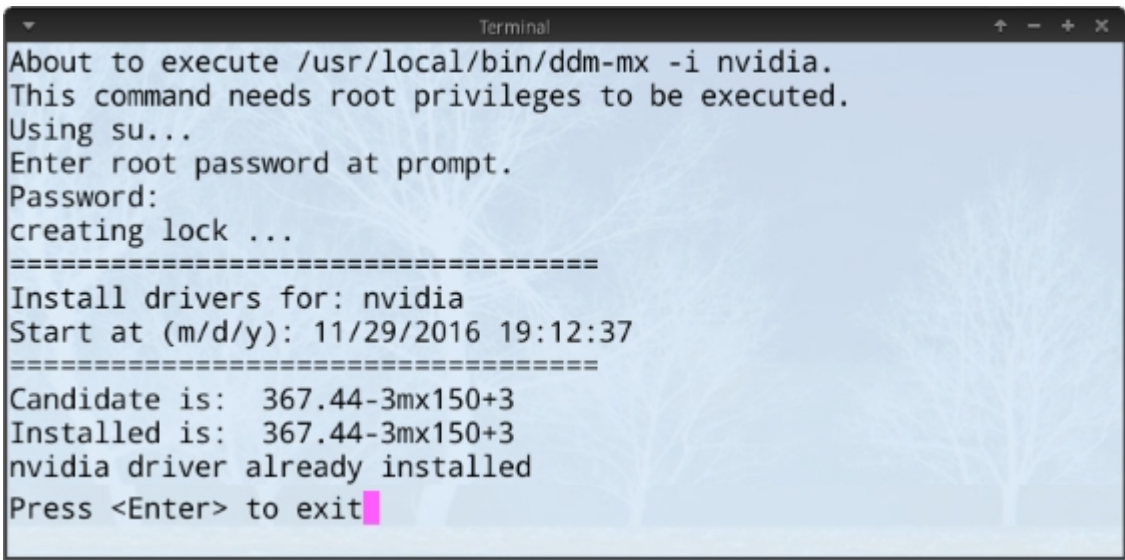 Terminal
About to execute /usr/local/bin/ddm-mx -i nvidia.
This command needs root privileges to be executed.
Using su...
Enter root password at prompt.
Password:
creating lock ...
===================================
Install drivers for: nvidia
Start at (m/d/y): 11/29/2016 19:12:37
===================================
Candidate is:  367.44-3mx150+3
Installed is:  367.44-3mx150+3
nvidia driver already installed
Press <Enter> to exit